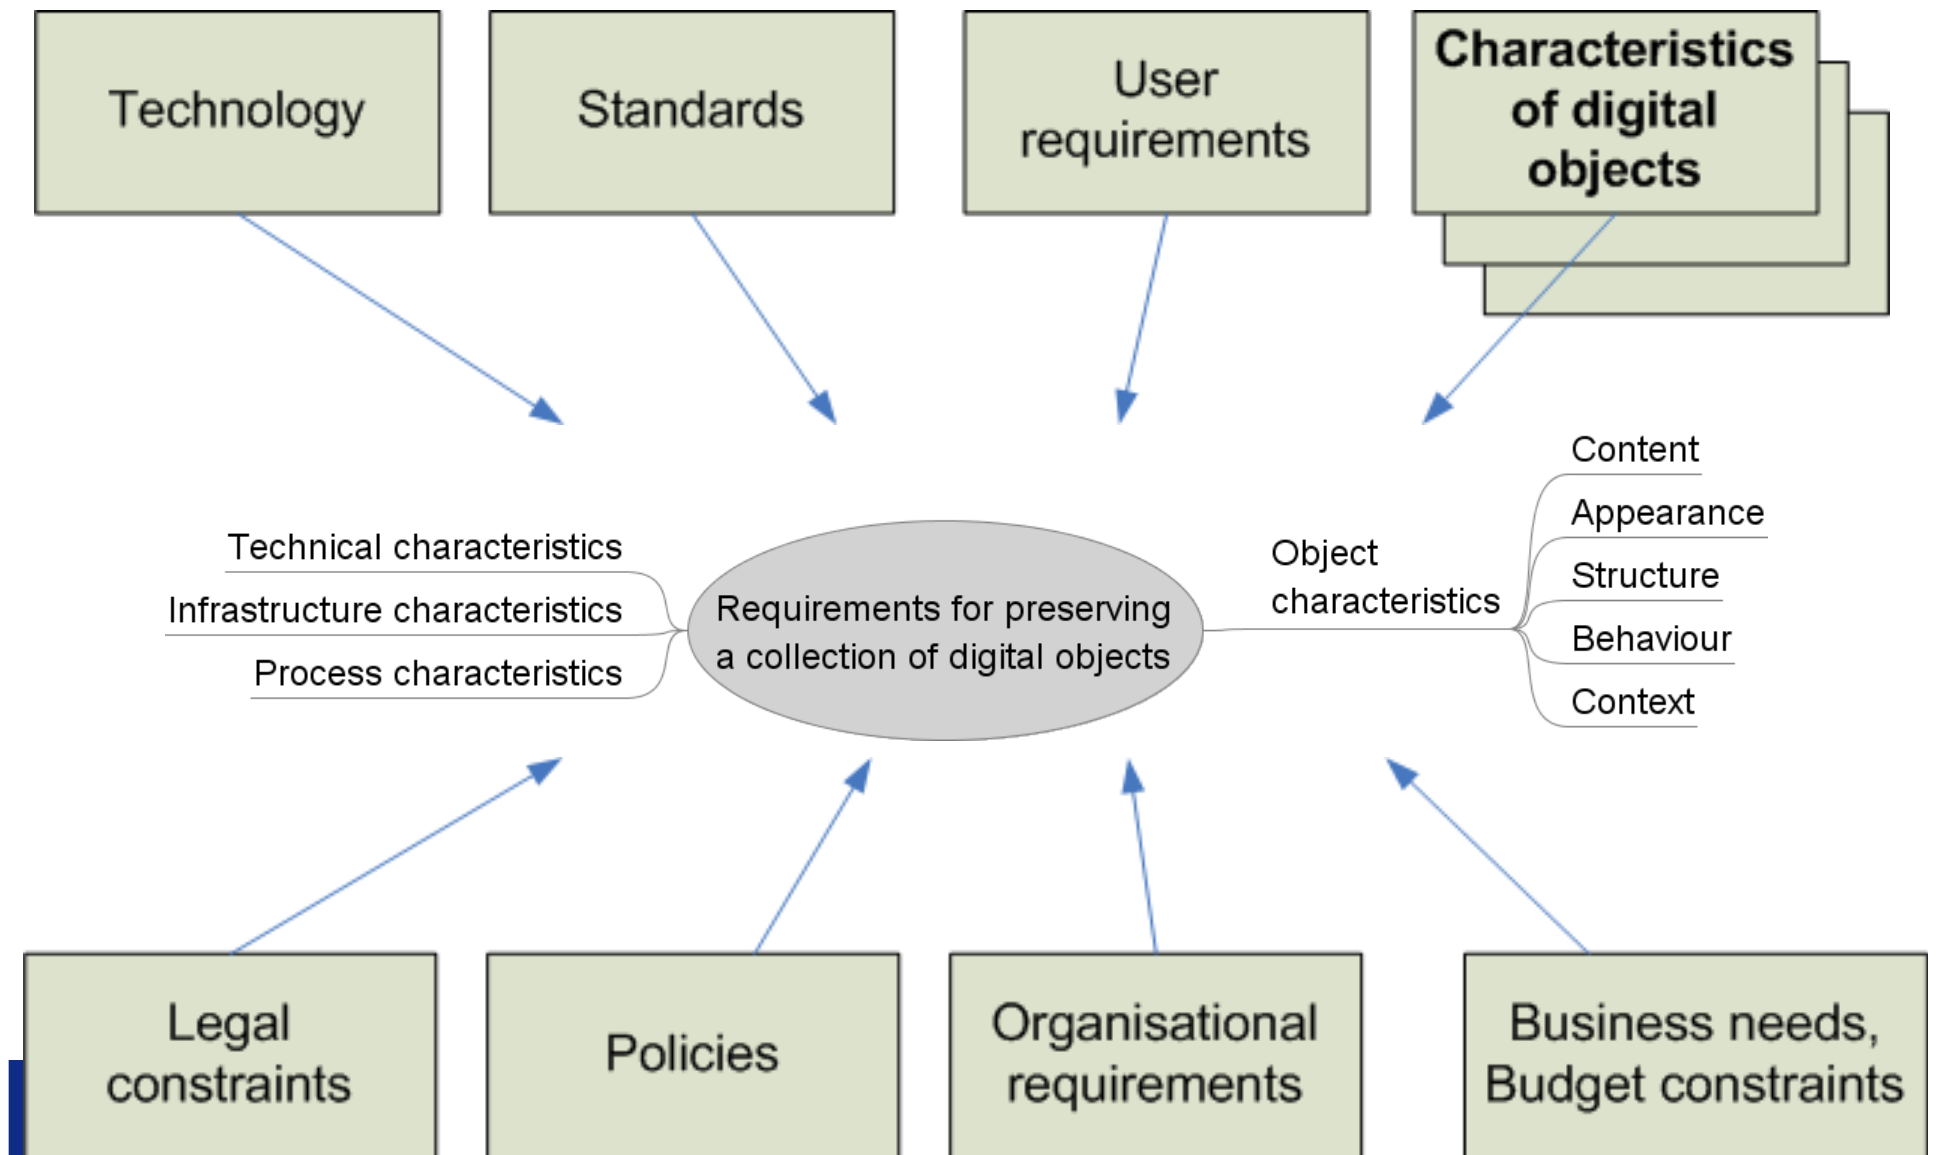 Technology
Standards
User
requirements
Characteristics
of digital
objects
Technical characteristics
Infrastructure characteristics
Process characteristics
Requirements for preserving
a collection of digital objects
Object
characteristics
Content
Appearance
Structure
Behaviour
Context
Legal
constraints
Policies
Organisational
requirements
Business needs,
Budget constraints